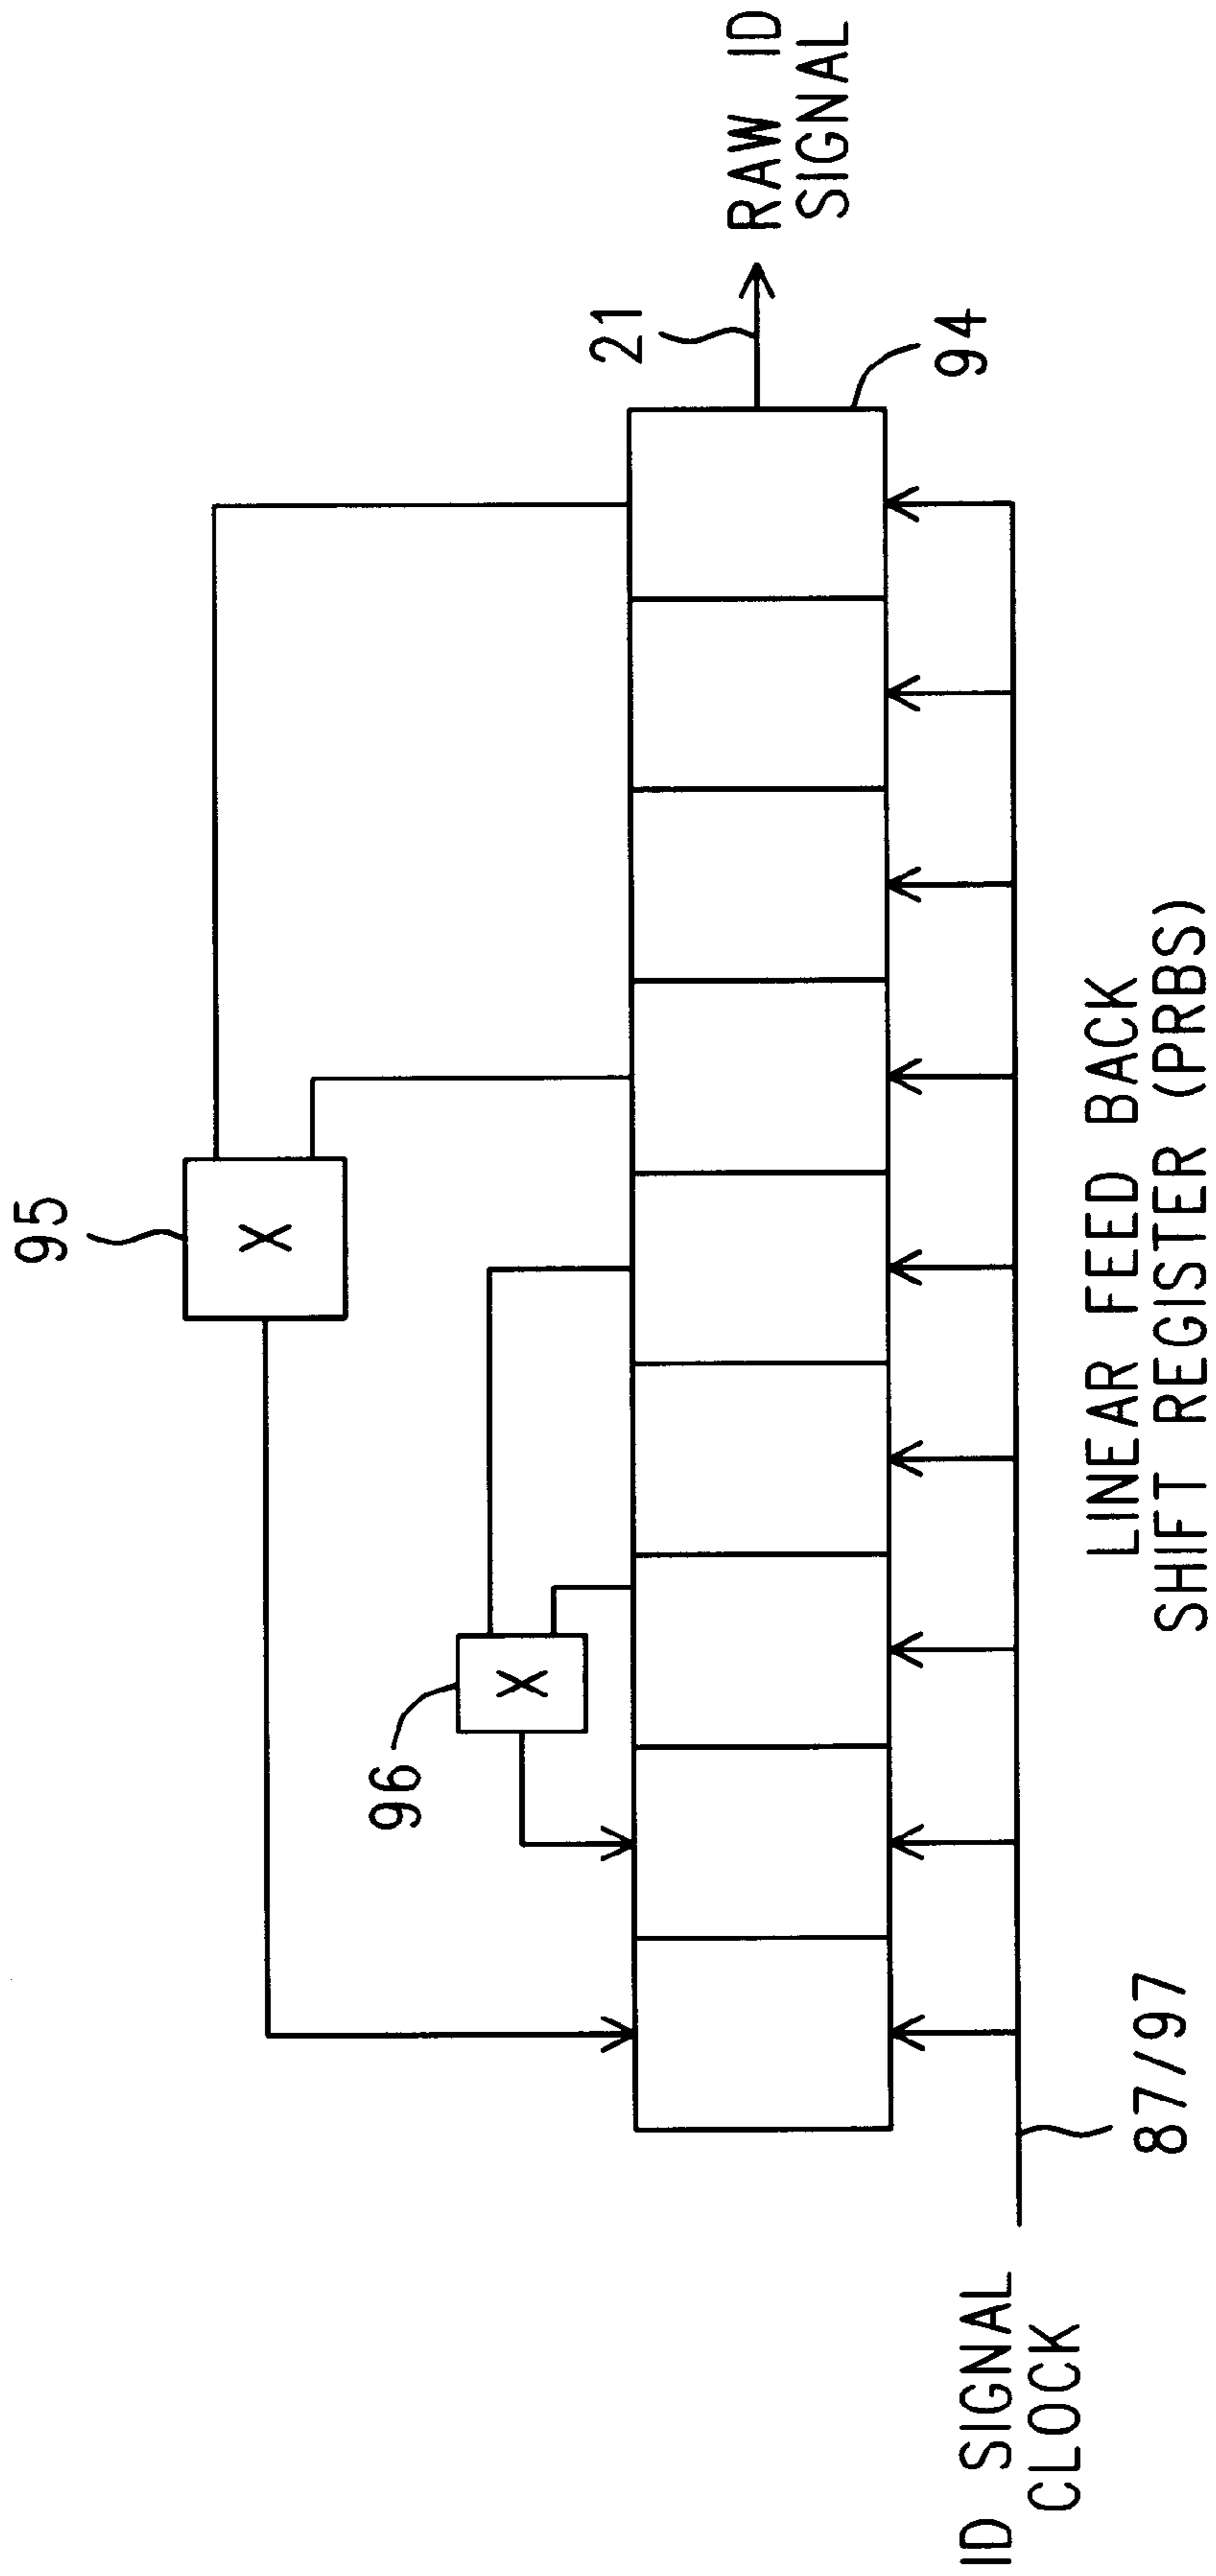 95
X
96
X
21
RAW ID
SIGNAL
94
ID SIGNAL
CLOCK
87/97
LINEAR FEED BACK
SHIFT REGISTER (PRBS)